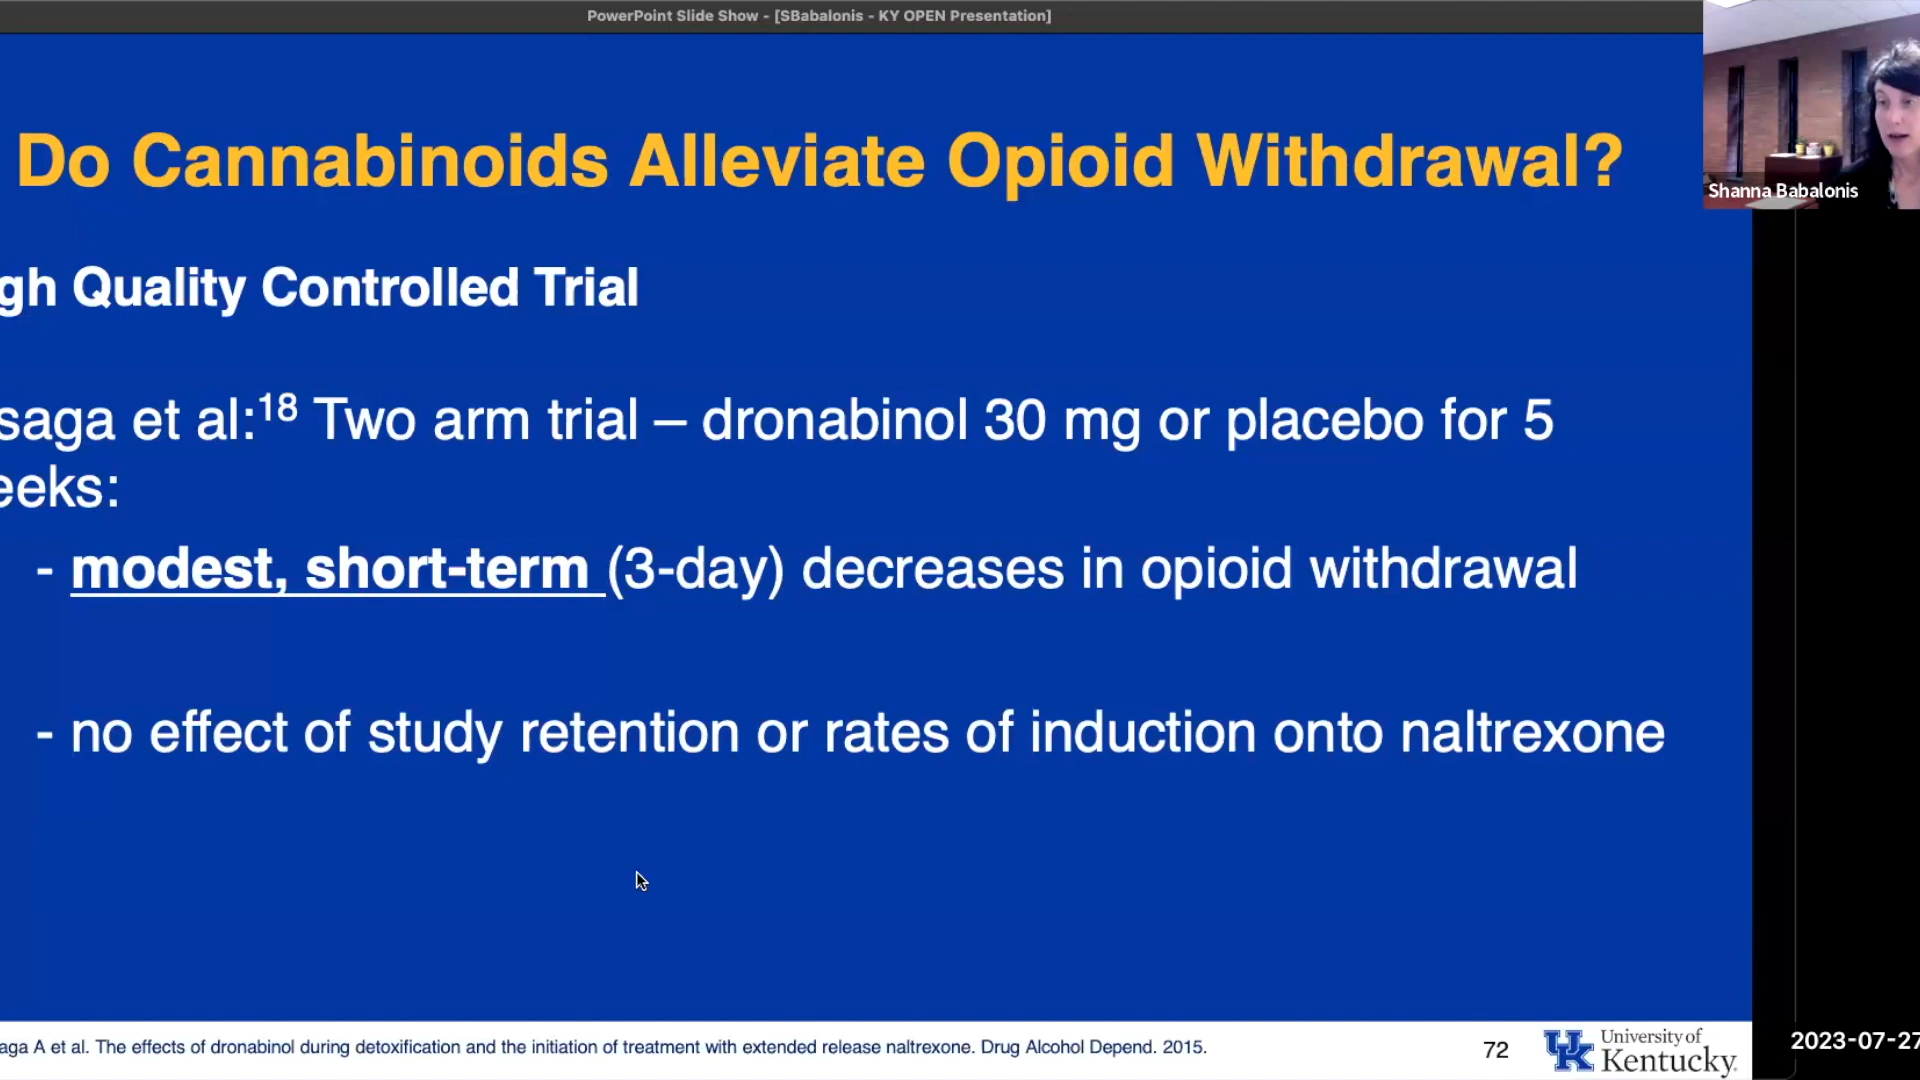 PowerPoint Slide Show - [SBabalonis - KY OPEN Presentation]
Do Cannabinoids Alleviate Opioid Withdrawal?
Shanna Babalonis
gh Quality Controlled Trial
saga et al:18 Two arm trial – dronabinol 30 mg or placebo for 5
eeks:
- modest, short-term (3-day) decreases in opioid withdrawal
- no effect of study retention or rates of induction onto naltrexone
aga A et al. The effects of dronabinol during detoxification and the initiation of treatment with extended release naltrexone. Drug Alcohol Depend. 2015.
72
UK University of
Kentucky.
2023-07-27